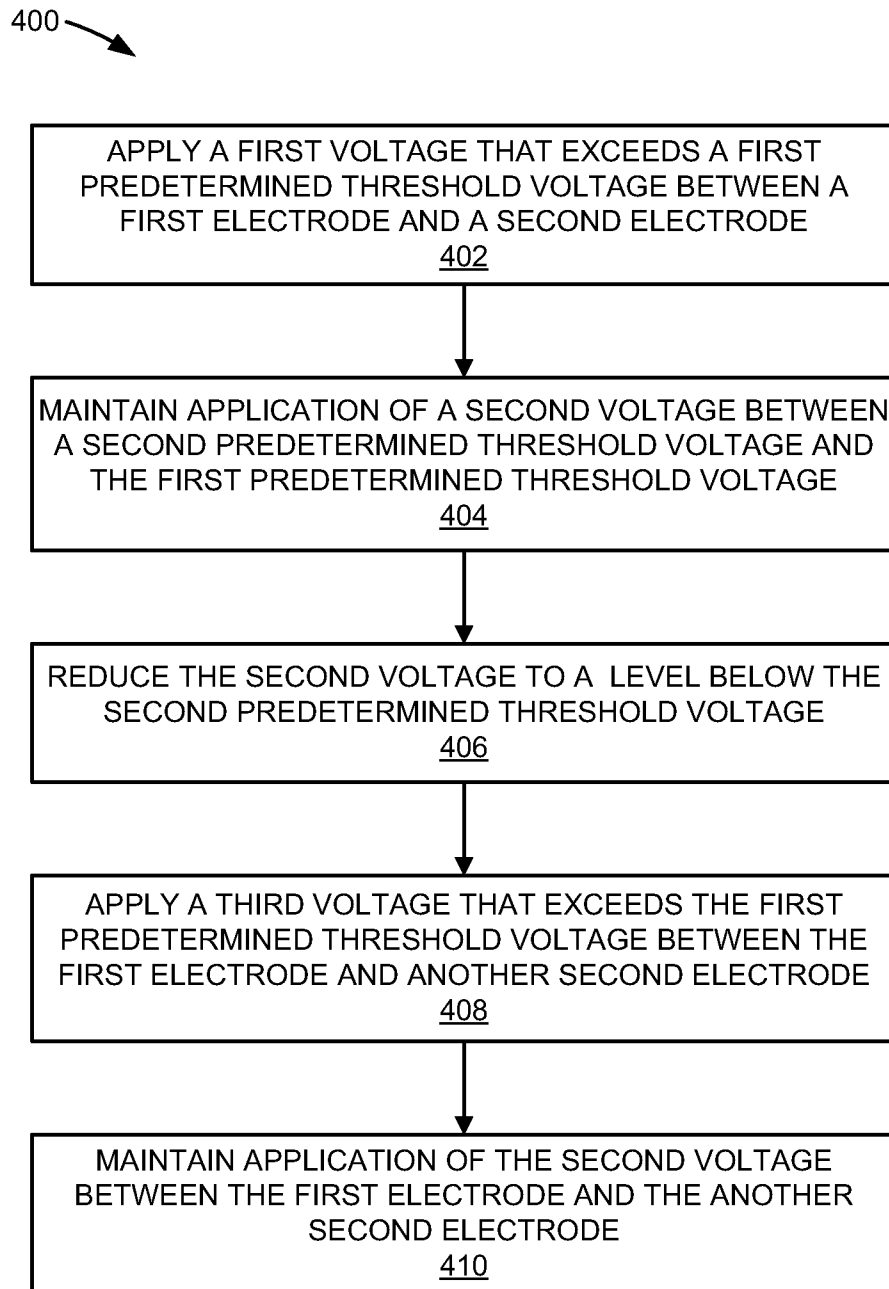 400
APPLY A FIRST VOLTAGE THAT EXCEEDS A FIRST
PREDETERMINED THRESHOLD VOLTAGE BETWEEN A
FIRST ELECTRODE AND A SECOND ELECTRODE
402
MAINTAIN APPLICATION OF A SECOND VOLTAGE BETWEEN
A SECOND PREDETERMINED THRESHOLD VOLTAGE AND
THE FIRST PREDETERMINED THRESHOLD VOLTAGE
404
REDUCE THE SECOND VOLTAGE TO A LEVEL BELOW THE
SECOND PREDETERMINED THRESHOLD VOLTAGE
406
APPLY A THIRD VOLTAGE THAT EXCEEDS THE FIRST
PREDETERMINED THRESHOLD VOLTAGE BETWEEN THE
FIRST ELECTRODE AND ANOTHER SECOND ELECTRODE
408
MAINTAIN APPLICATION OF THE SECOND VOLTAGE
BETWEEN THE FIRST ELECTRODE AND THE ANOTHER
SECOND ELECTRODE
410